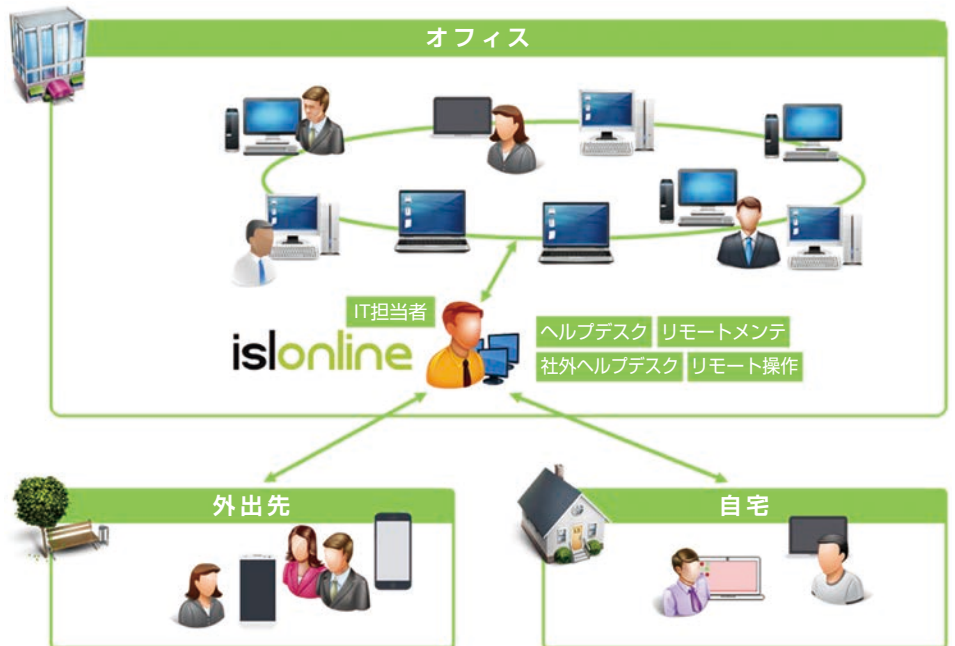 オフィス
IT担当者
islonline
ヘルプデスク リモートメンテ
社外ヘルプデスク リモート操作
外出先
自宅